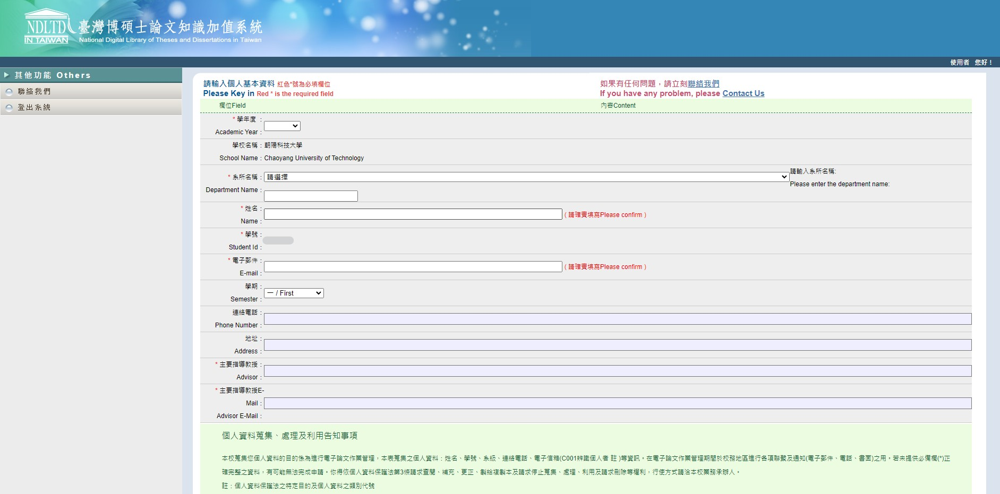 NDLTD
IN TAIWAN
臺灣博碩士論文知識加值系統
National Digital Library of Theses and Dissertations in Taiwan
使用者 您好！
其他功能 Others
聯絡我們
登出系統
請輸入個人基本資料 紅色*號為必填欄位
Please Key in Red * is the required field
如果有任何問題，請立刻聯絡我們
If you have any problem, please Contact Us
欄位Field 內容Content
* 學年度 :
Academic Year :
學校名稱 : 朝陽科技大學
School Name : Chaoyang University of Technology
* 系所名稱 : 請選擇
Department Name :
請輸入系所名稱:
Please enter the department name:
* 姓名 :
Name :
( 請確實填寫Please confirm )
* 學號 :
Student Id :
* 電子郵件 :
E-mail :
( 請確實填寫Please confirm )
學期 :
Semester :
一 / First
連絡電話 :
Phone Number :
地址 :
Address :
* 主要指導教授 :
Advisor :
* 主要指導教授E-
Mail :
Advisor E-Mail :
個人資料蒐集、處理及利用告知事項
本校蒐集您個人資料的目的係為進行電子論文作業管理，本表蒐集之個人資料：姓名、學號、系級、連絡電話、電子信箱(C001辨識個人者 註 )等資訊。在電子論文作業管理期間於校務地區進行各項聯繫及通知(電子郵件、電話、書面)之用。若未提供必備欄(*)正
確完整之資料，有可能無法完成申請。你得依個人資料保護法第3條請求查閱、補充、更正、製給複製本及請求停止蒐集、處理、利用及請求刪除等權利，行使方式請洽本校業務承辦人。
註：個人資料保護法之特定目的及個人資料之類別代號